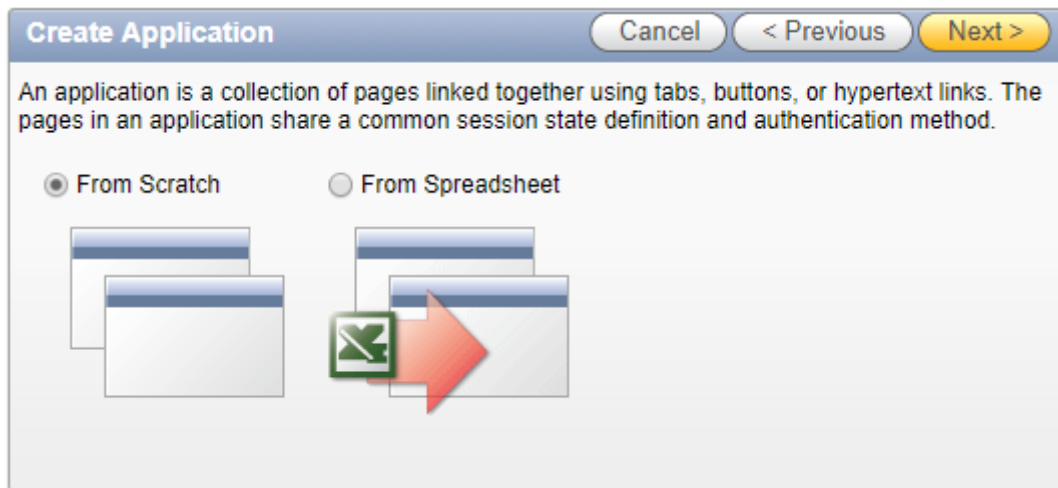 Create Application
Cancel
< Previous
Next >
An application is a collection of pages linked together using tabs, buttons, or hypertext links. The
pages in an application share a common session state definition and authentication method.
From Scratch
From Spreadsheet